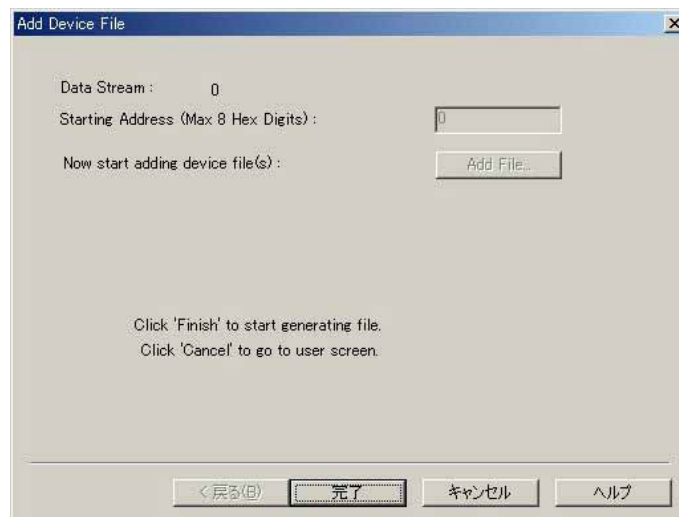 Add Device File
Data Stream : 0
Starting Address (Max 8 Hex Digits) : 0
Now start adding device file(s) : Add File...
Click 'Finish' to start generating file.
Click 'Cancel' to go to user screen.
< 戻る(B) 完了 キャンセル ヘルプ